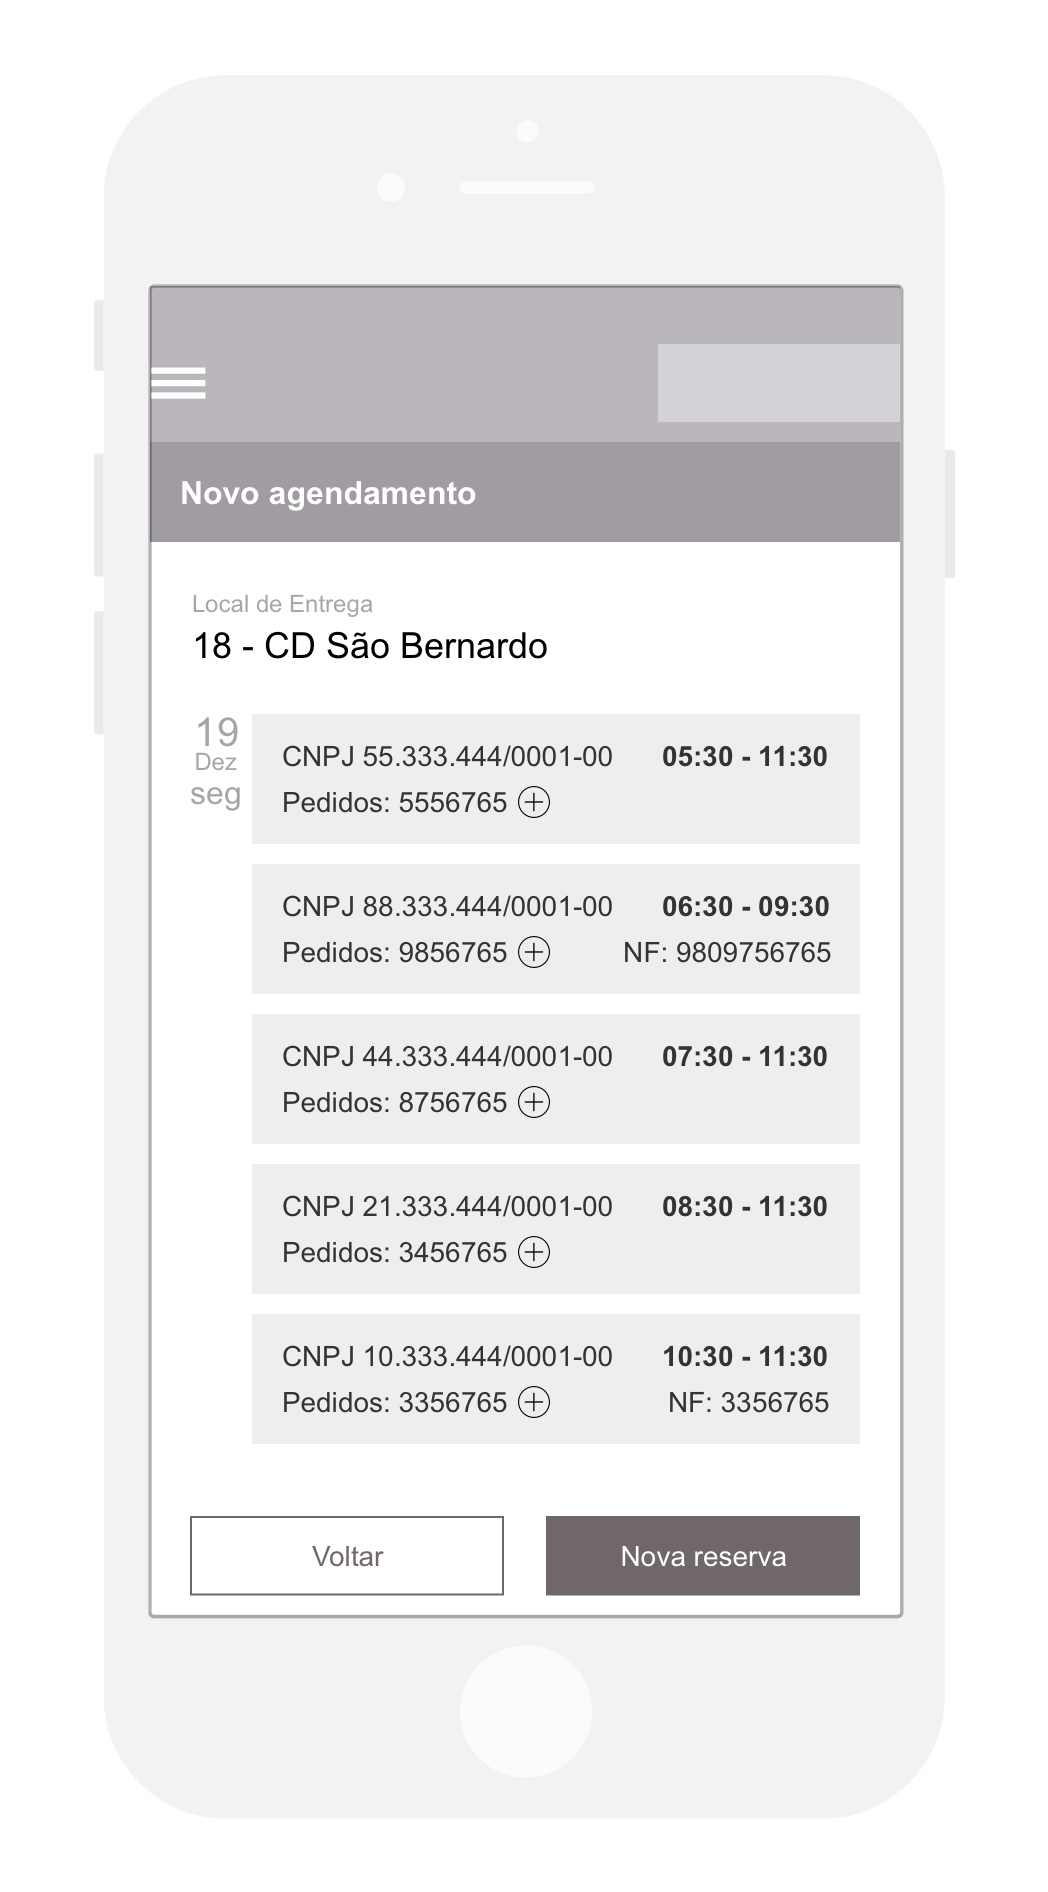 Novo agendamento
Local de Entrega
18 - CD São Bernardo
19
Dez
seg
CNPJ 55.333.444/0001-00 05:30 - 11:30
Pedidos: 5556765
CNPJ 88.333.444/0001-00 06:30 - 09:30
Pedidos: 9856765 NF: 9809756765
CNPJ 44.333.444/0001-00 07:30 - 11:30
Pedidos: 8756765
CNPJ 21.333.444/0001-00 08:30 - 11:30
Pedidos: 3456765
CNPJ 10.333.444/0001-00 10:30 - 11:30
Pedidos: 3356765 NF: 3356765
Voltar Nova reserva